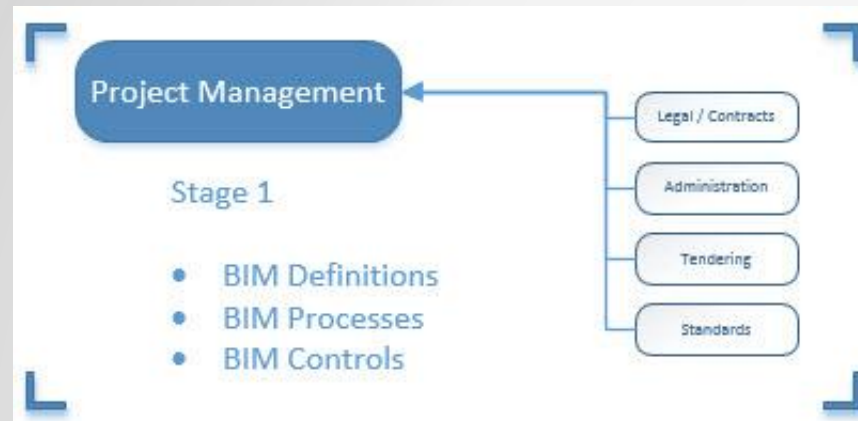 Project Management
Legal / Contracts
Administration
Tendering
Standards
Stage 1
• BIM Definitions
• BIM Processes
• BIM Controls